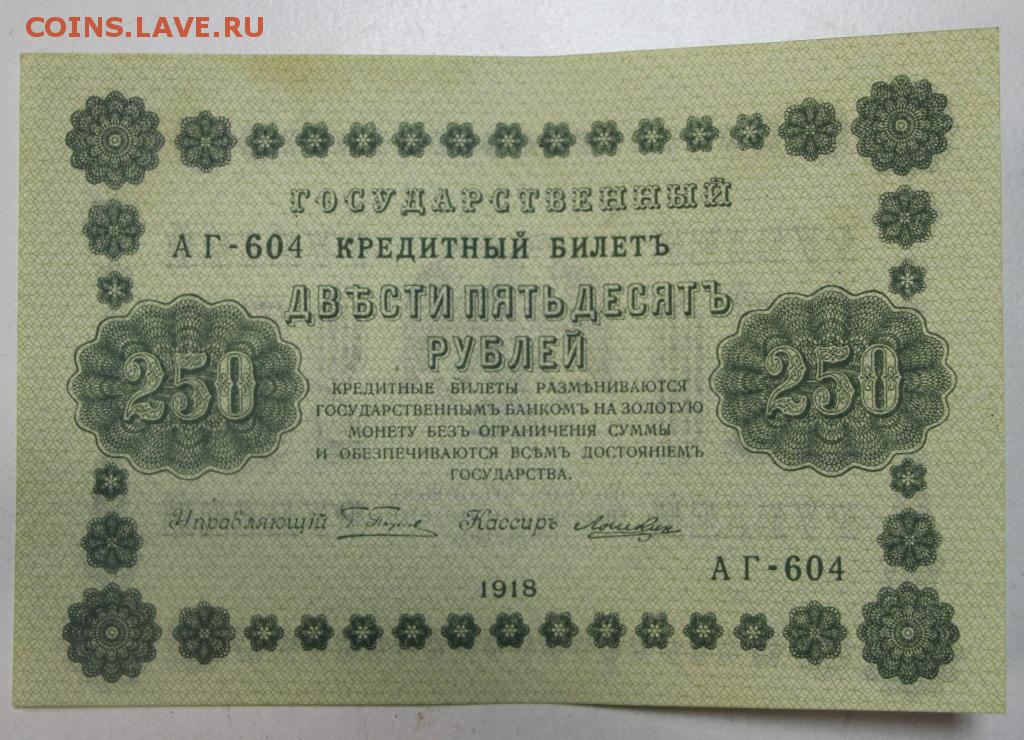 COINS.LAVE.RU
ГОСУДАРСТВЕННЫЙ
АГ-604 КРЕДИТНЫЙ БИЛЕТЪ
ДВѢСТИ ПЯТЬДЕСЯТЪ
РУБЛЕЙ
250 250
КРЕДИТНЫЕ БИЛЕТЫ РАЗМѢНИВАЮТСЯ
ГОСУДАРСТВЕННЫМЪ БАНКОМЪ НА ЗОЛОТУЮ
МОНЕТУ БЕЗЪ ОГРАНИЧЕНІЯ СУММЫ
И ОБЕЗПЕЧИВАЮТСЯ ВСѢМЪ ДОСТОЯНІЕМЪ
ГОСУДАРСТВА.
Управляющій Кассиръ
АГ-604
1918